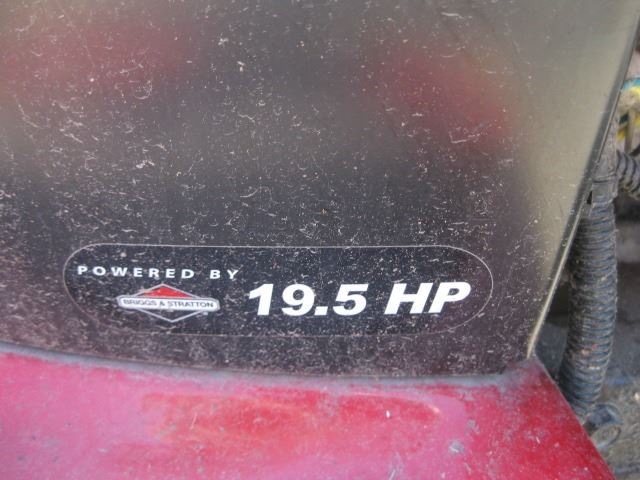 POWERED BY
BRIGGS & STRATTON
19.5 HP